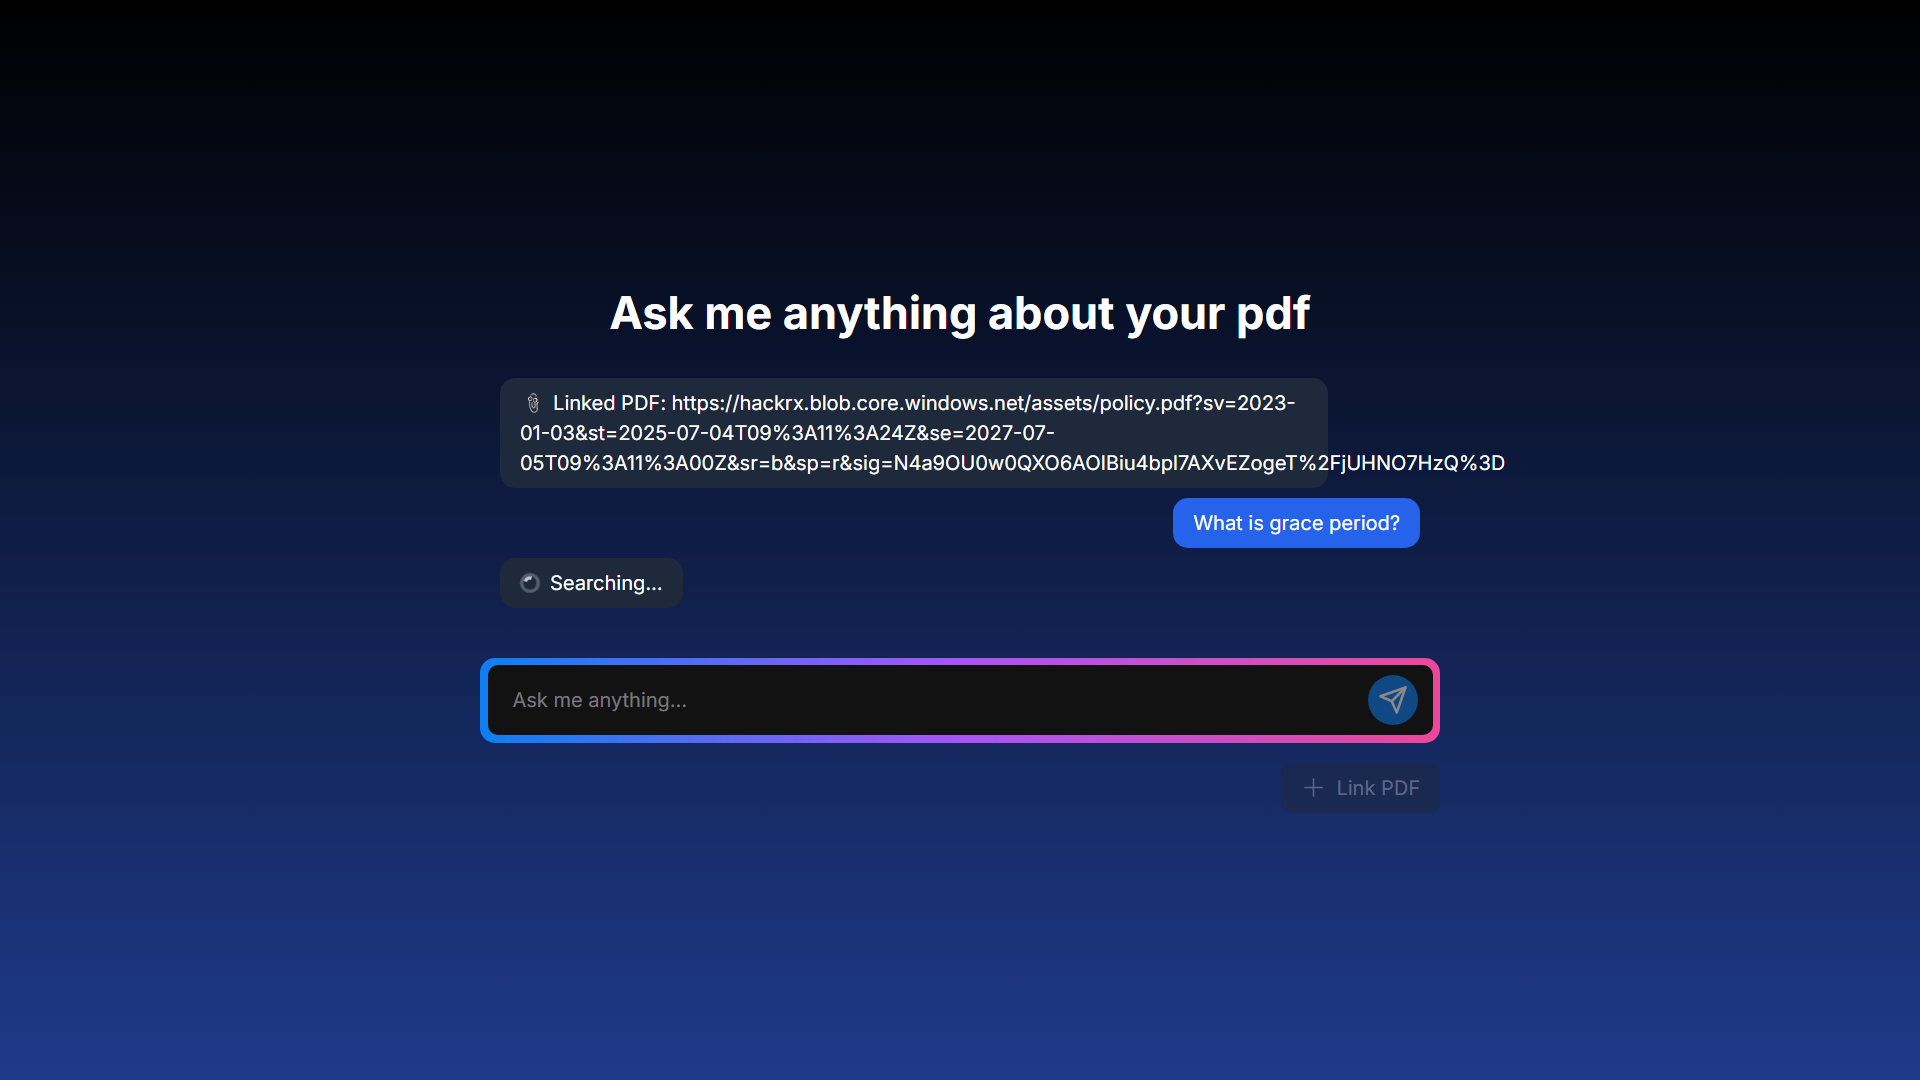 Ask me anything about your pdf
Linked PDF: https://hackrx.blob.core.windows.net/assets/policy.pdf?sv=2023-
01-03&st=2025-07-04T09%3A11%3A24Z&se=2027-07-
05T09%3A11%3A00Z&sr=b&sp=r&sig=N4a9OU0w0QXO6AOIBiu4bpl7AXvEZogeT%2FjUHNO7HzQ%3D
What is grace period?
Searching...
Ask me anything...
Link PDF